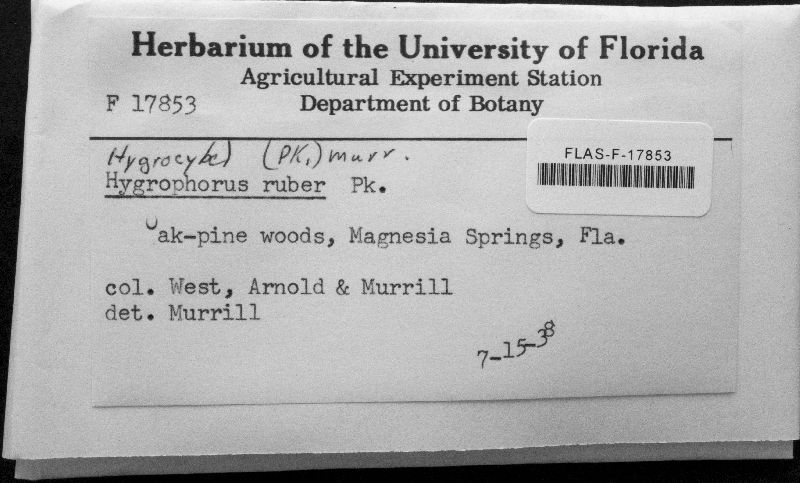 Herbarium of the University of Florida
Agricultural Experiment Station
F 17853 Department of Botany
FLAS-F-17853
Hygrocybe (PK.) murr.
Hygrophorus ruber Pk.
Oak-pine woods, Magnesia Springs, Fla.
col. West, Arnold & Murrill
det. Murrill
7-15-38